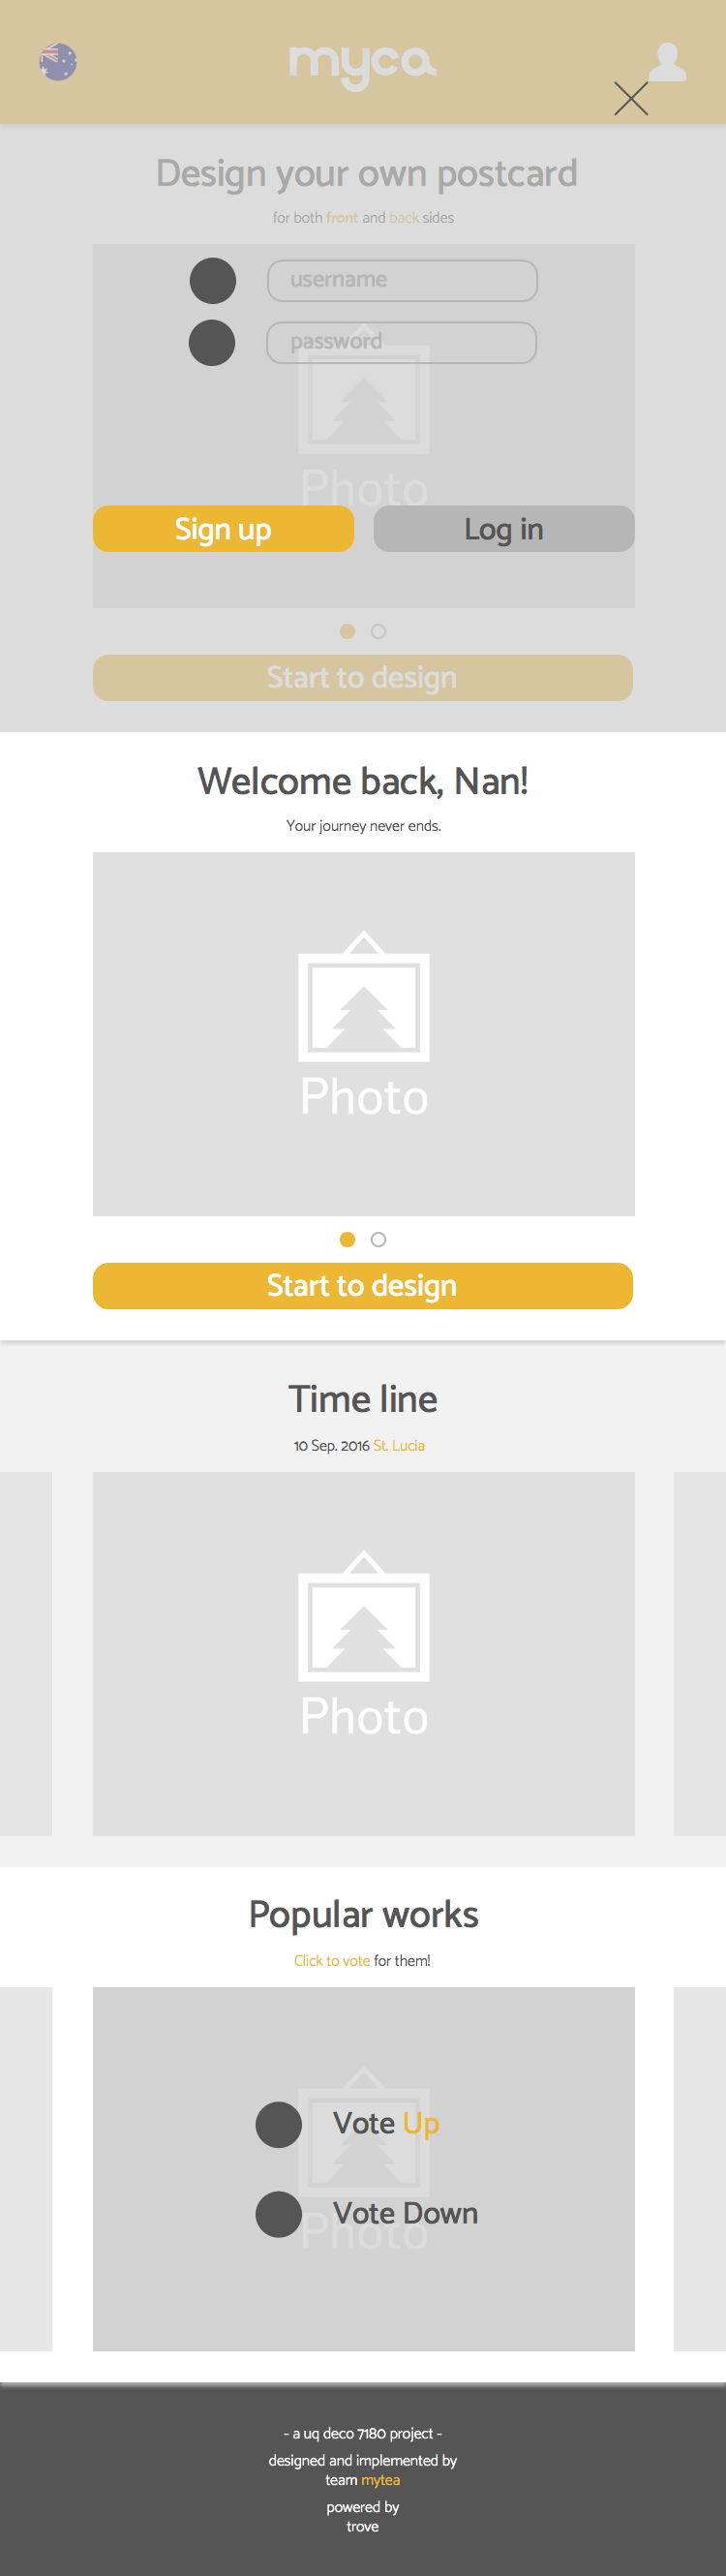 myca
Design your own postcard
for both front and back sides
username
password
Photo
Sign up
Log in
Start to design
Welcome back, Nan!
Your journey never ends.
Photo
Start to design
Time line
10 Sep. 2016 St. Lucia
Photo
Popular works
Click to vote for them!
Vote Up
Vote Down
Photo
- a uq deco 7180 project -
designed and implemented by
team mytea
powered by
trove